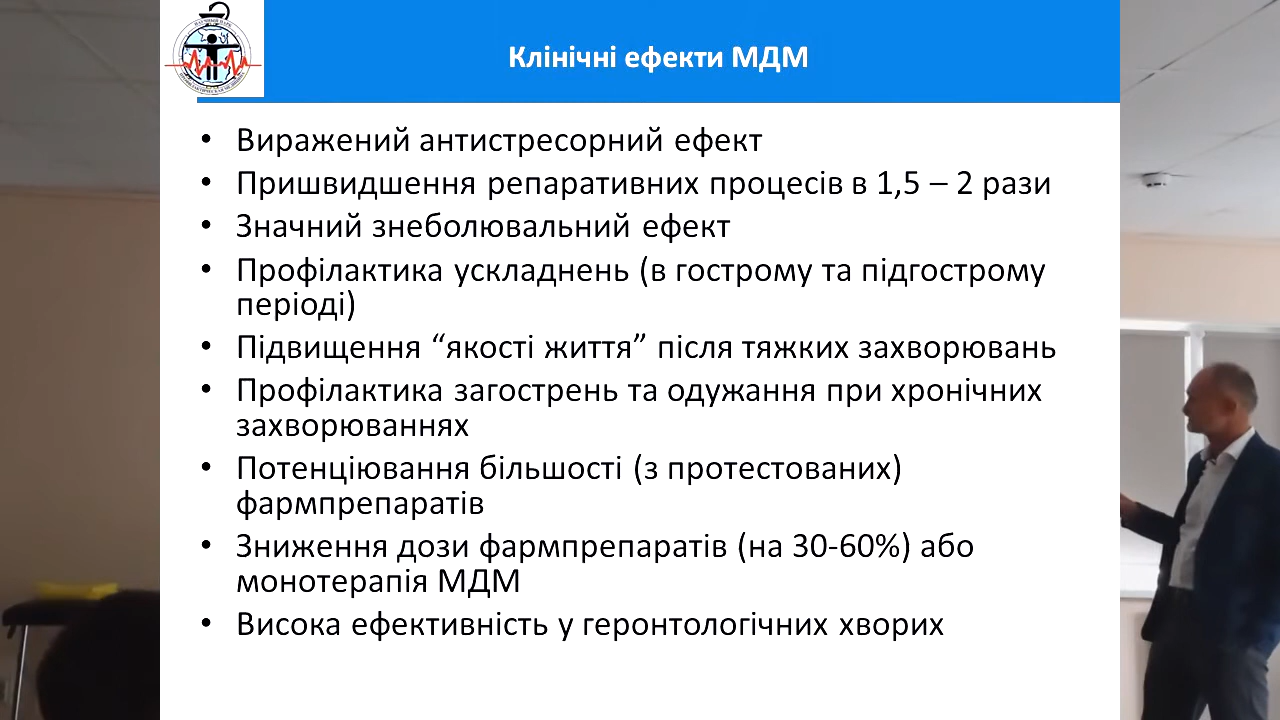 Клінічні ефекти МДМ
• Виражений антистресорний ефект
• Пришвидшення репаративних процесів в 1,5 – 2 рази
• Значний знеболювальний ефект
• Профілактика ускладнень (в гострому та підгострому
періоді)
• Підвищення “якості життя” після тяжких захворювань
• Профілактика загострень та одужання при хронічних
захворюваннях
• Потенціювання більшості (з протестованих)
фармпрепаратів
• Зниження дози фармпрепаратів (на 30-60%) або
монотерапія МДМ
• Висока ефективність у геронтологічних хворих